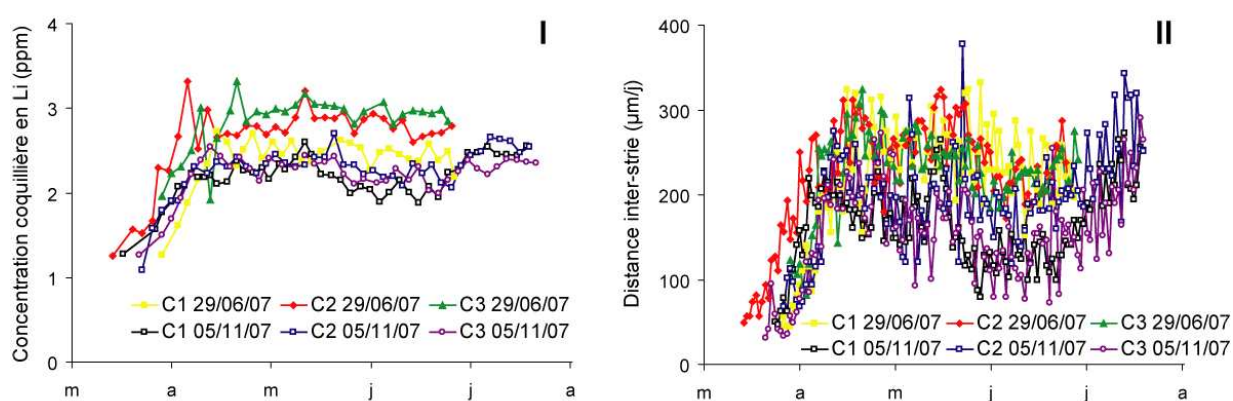 I
Concentration coquillière en Li (ppm)
4
3
2
1
0
C1 29/06/07 C2 29/06/07 C3 29/06/07
C1 05/11/07 C2 05/11/07 C3 05/11/07
m a m j j a
II
Distance inter-strie (µm/j)
400
300
200
100
0
C1 29/06/07 C2 29/06/07 C3 29/06/07
C1 05/11/07 C2 05/11/07 C3 05/11/07
m a m j j a